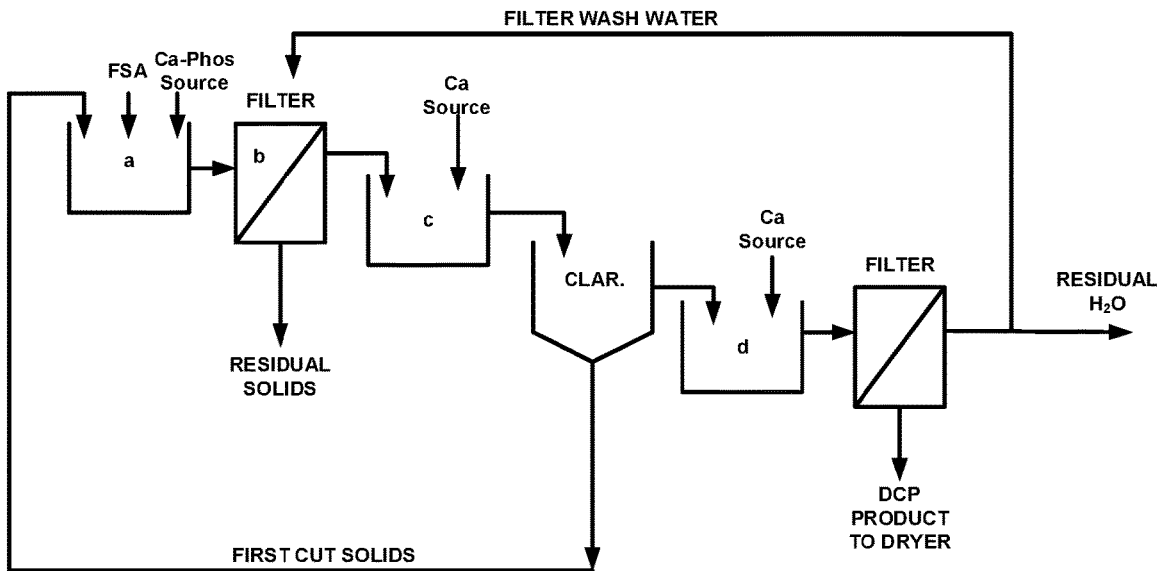 FILTER WASH WATER
FSA
Ca-Phos
Source
FILTER
Ca
Source
a
b
c
CLAR.
Ca
Source
FILTER
RESIDUAL
H₂O
d
RESIDUAL
SOLIDS
DCP
PRODUCT
TO DRYER
FIRST CUT SOLIDS